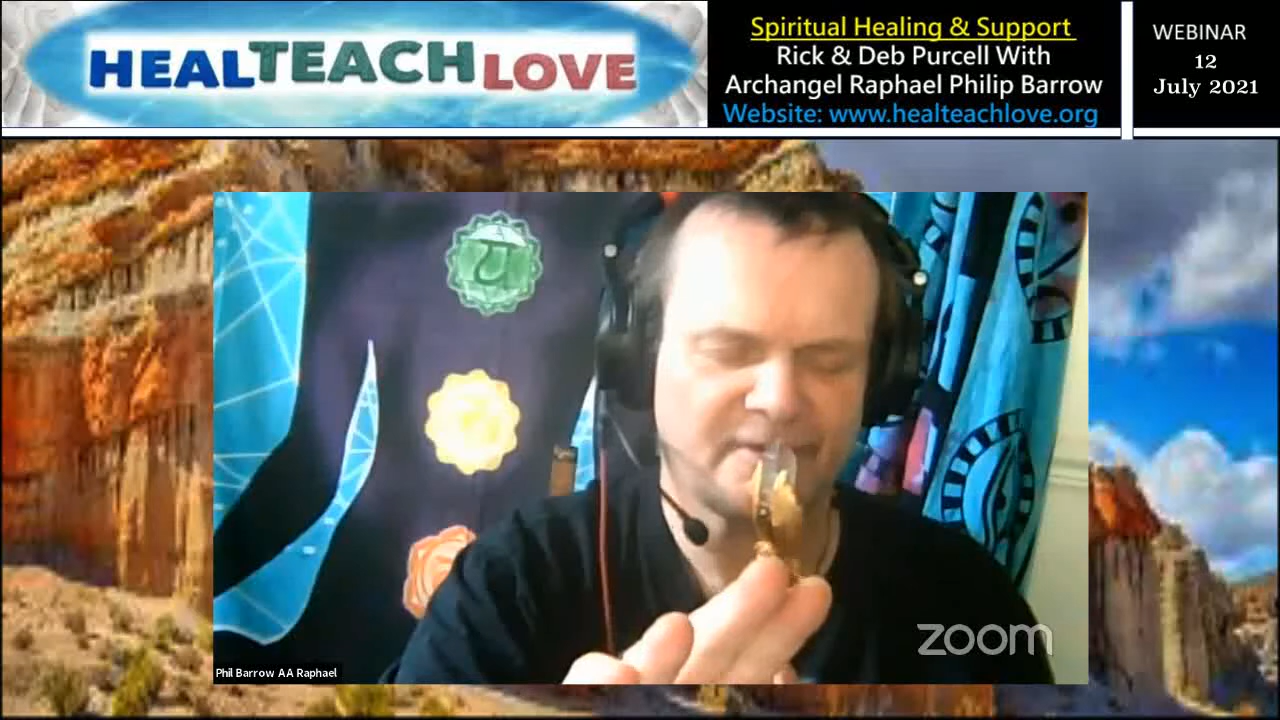 HEALTEACHLOVE
Spiritual Healing & Support
Rick & Deb Purcell With
Archangel Raphael Philip Barrow
Website: www.healteachlove.org
WEBINAR
12
July 2021
zoom
Phil Barrow AA Raphael